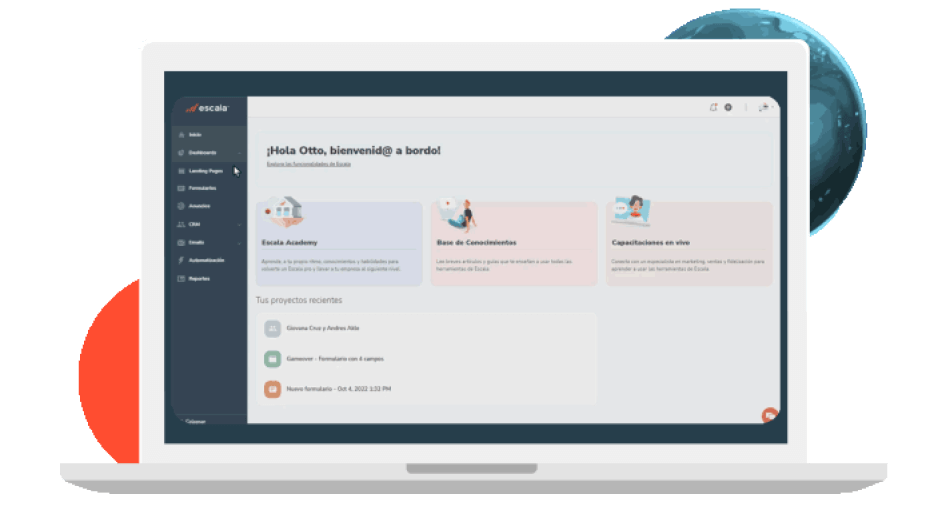 escala
Inicio
Dashboards
Landing Pages
Formularios
Anuncios
CRM
Emails
Automatización
Reportes
Colapsar
¡Hola Otto, bienvenid@ a bordo!
Explora las funcionalidades de Escala
Escala Academy
Aprende, a tu propio ritmo, conocimientos y habilidades para
volverte un Escala pro y llevar a tu empresa al siguiente nivel.
Base de Conocimientos
Lee breves artículos y guías que te enseñan a usar todas las
herramientas de Escala.
Capacitaciones en vivo
Conecta con un especialista en marketing, ventas y fidelización para
aprender a usar las herramientas de Escala
Tus proyectos recientes
Giovana Cruz y Andres Aldo
Gameover - Formulario con 4 campos
Nuevo formulario - Oct 4, 2022 3:32 PM